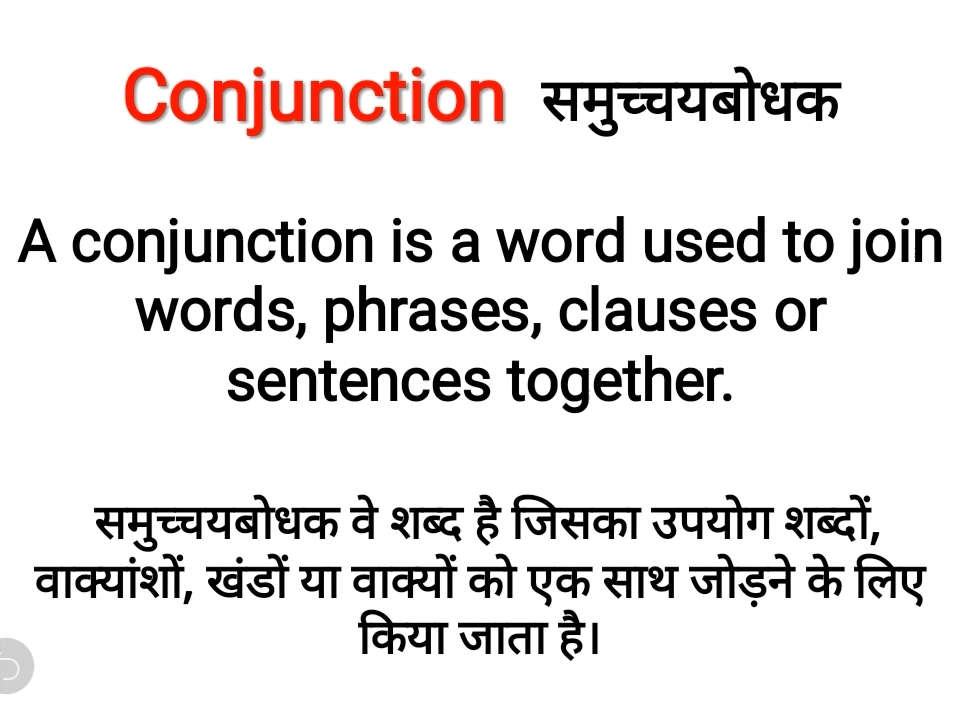 Conjunction समुच्चयबोधक
A conjunction is a word used to join
words, phrases, clauses or
sentences together.
समुच्चयबोधक वे शब्द है जिसका उपयोग शब्दों,
वाक्यांशों, खंडों या वाक्यों को एक साथ जोड़ने के लिए
किया जाता है।